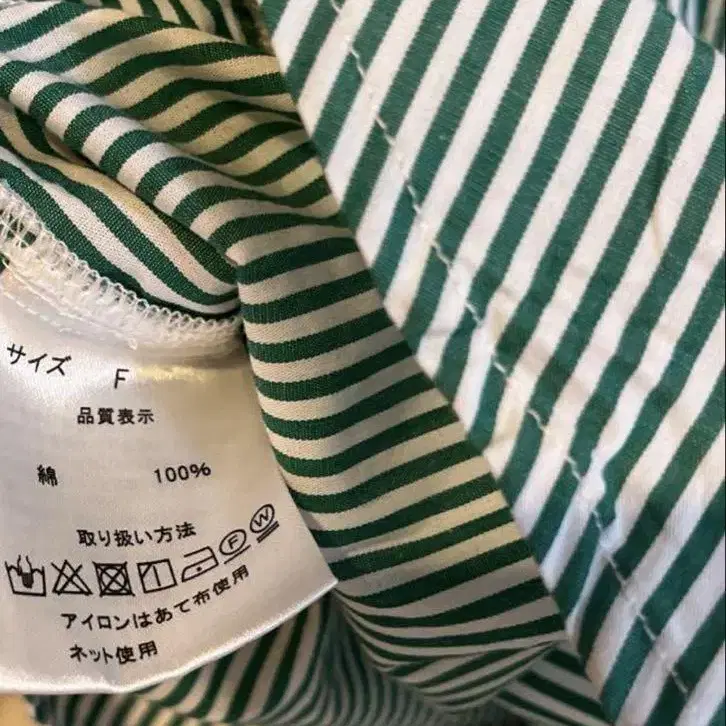 サイズ F
品質表示
綿 100%
取り扱い方法
F W
アイロンはあて布使用
ネット使用